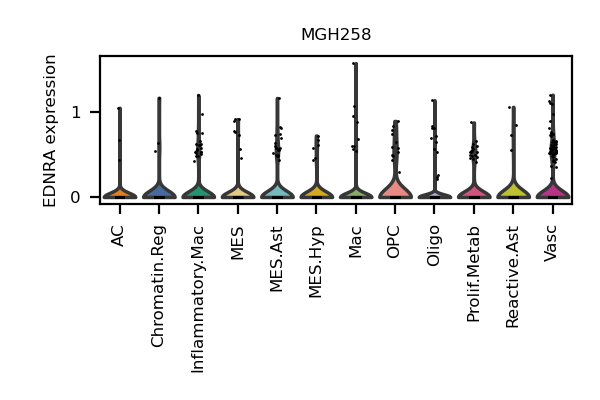 MGH258
EDNRA expression
1
0
AC
Chromatin.Reg
Inflammatory.Mac
MES
MES.Ast
MES.Hyp
Mac
OPC
Oligo
Prolif.Metab
Reactive.Ast
Vasc